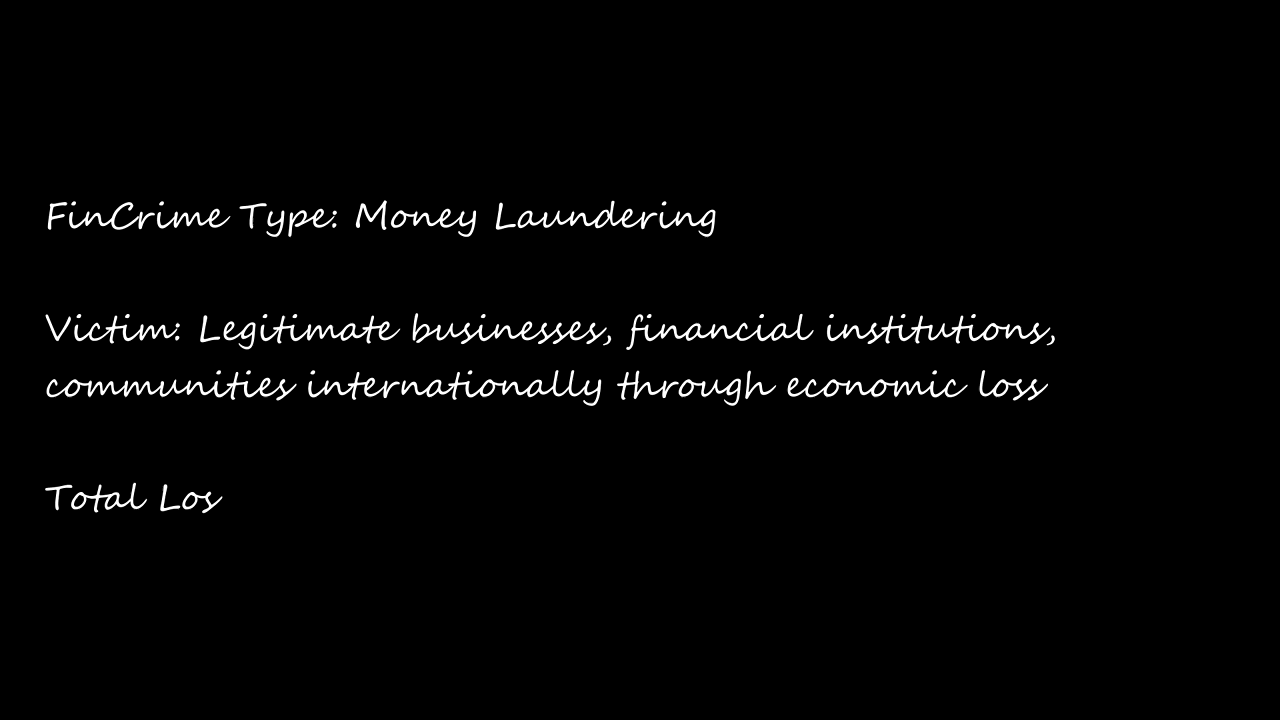 FinCrime Type: Money Laundering
Victim: Legitimate businesses, financial institutions,
communities internationally through economic loss
Total Los